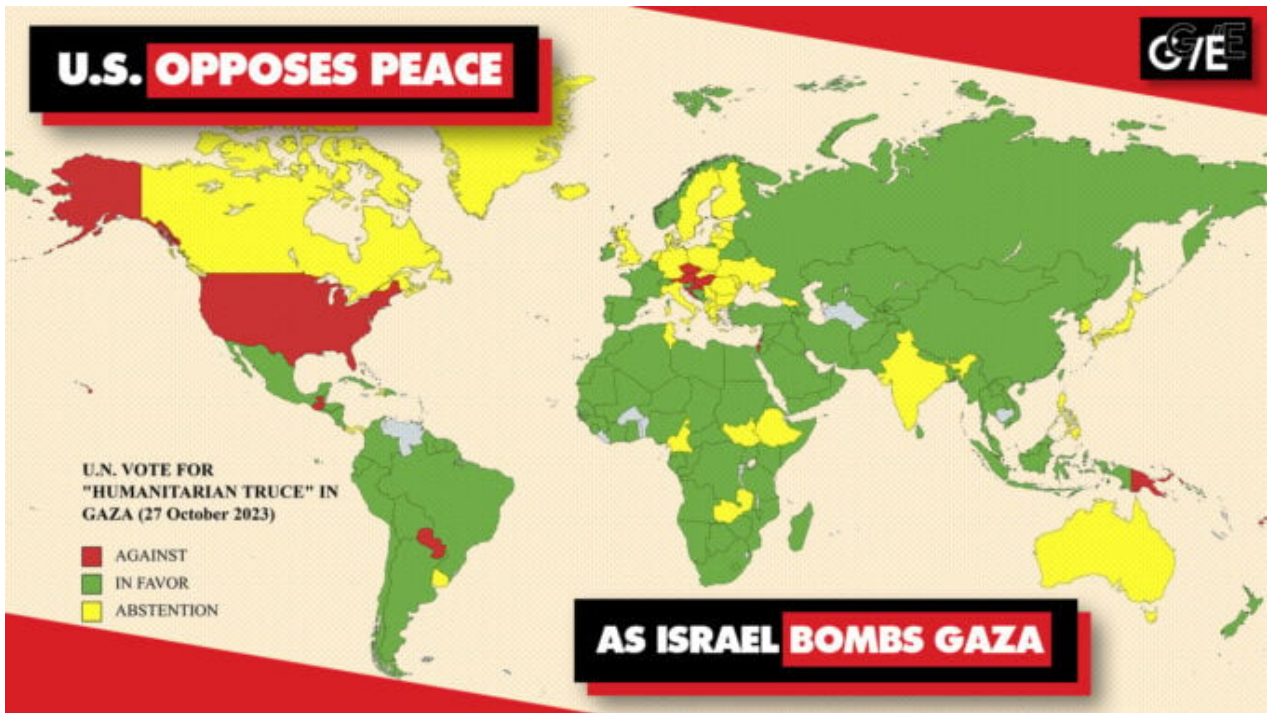 U.S. OPPOSES PEACE
G/E
U.N. VOTE FOR
"HUMANITARIAN TRUCE" IN
GAZA (27 October 2023)
AGAINST
IN FAVOR
ABSTENTION
AS ISRAEL BOMBS GAZA